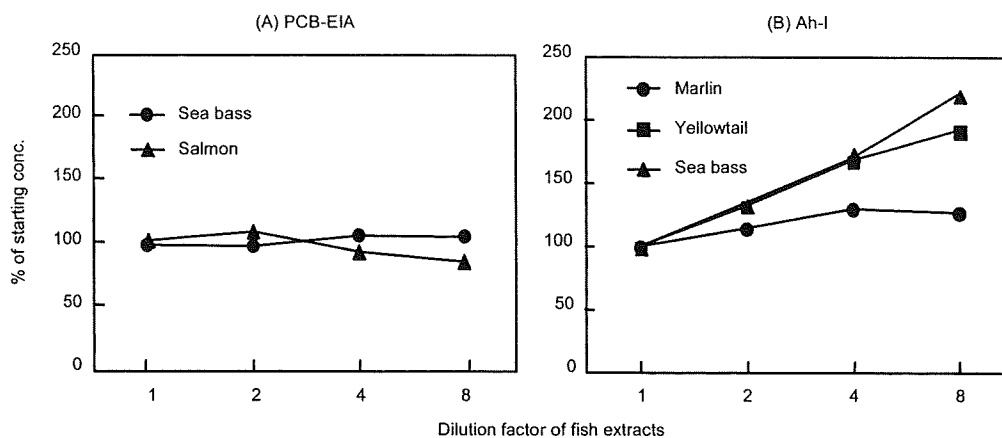 (A) PCB-EIA
250
200
150
100
50
0
Sea bass
Salmon
1 2 4 8
% of starting conc.
(B) Ah-I
250
200
150
100
50
0
Marlin
Yellowtail
Sea bass
1 2 4 8
Dilution factor of fish extracts